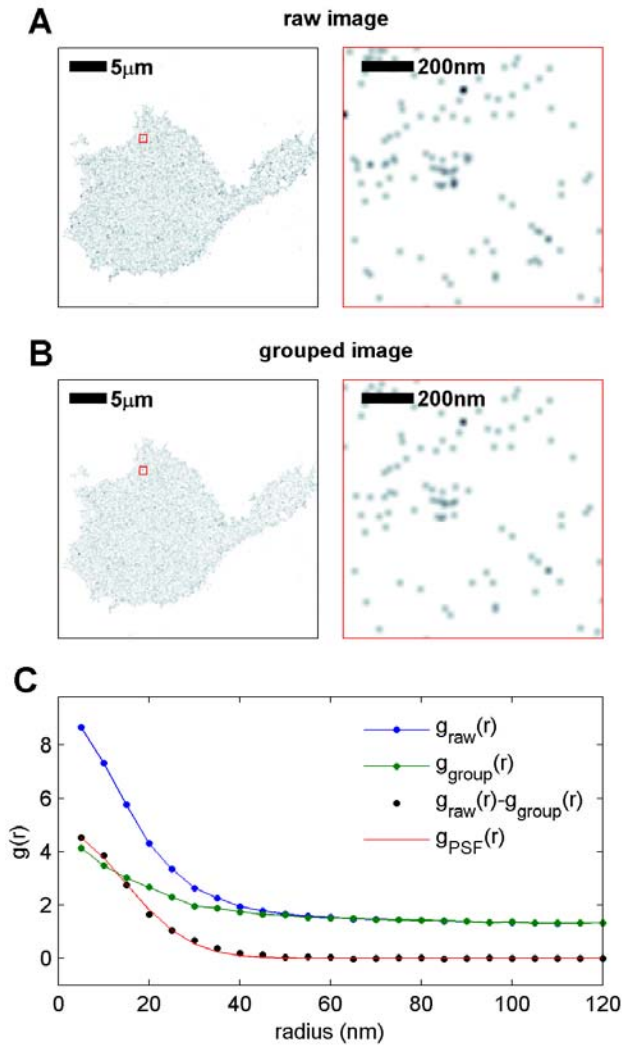 A
raw image
5μm
200nm
B
grouped image
5μm
200nm
C
g(r)
8
6
4
2
0
g_raw(r)
g_group(r)
g_raw(r)-g_group(r)
g_PSF(r)
0 20 40 60 80 100 120
radius (nm)